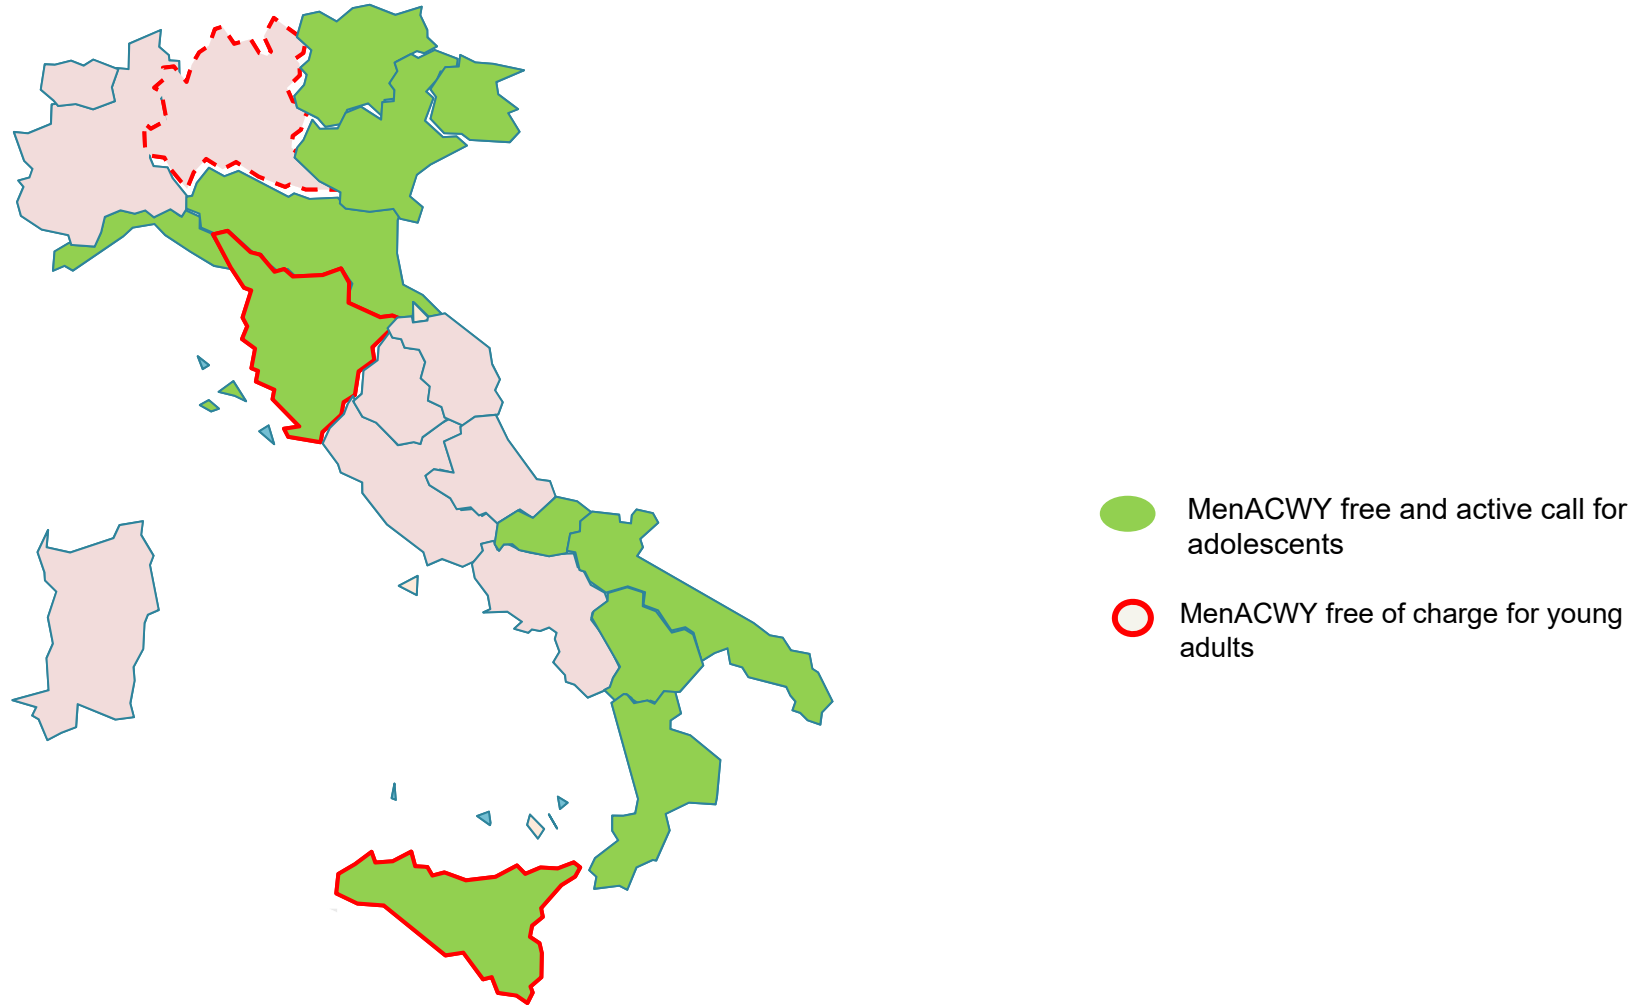 MenACWY free and active call for
adolescents
MenACWY free of charge for young
adults